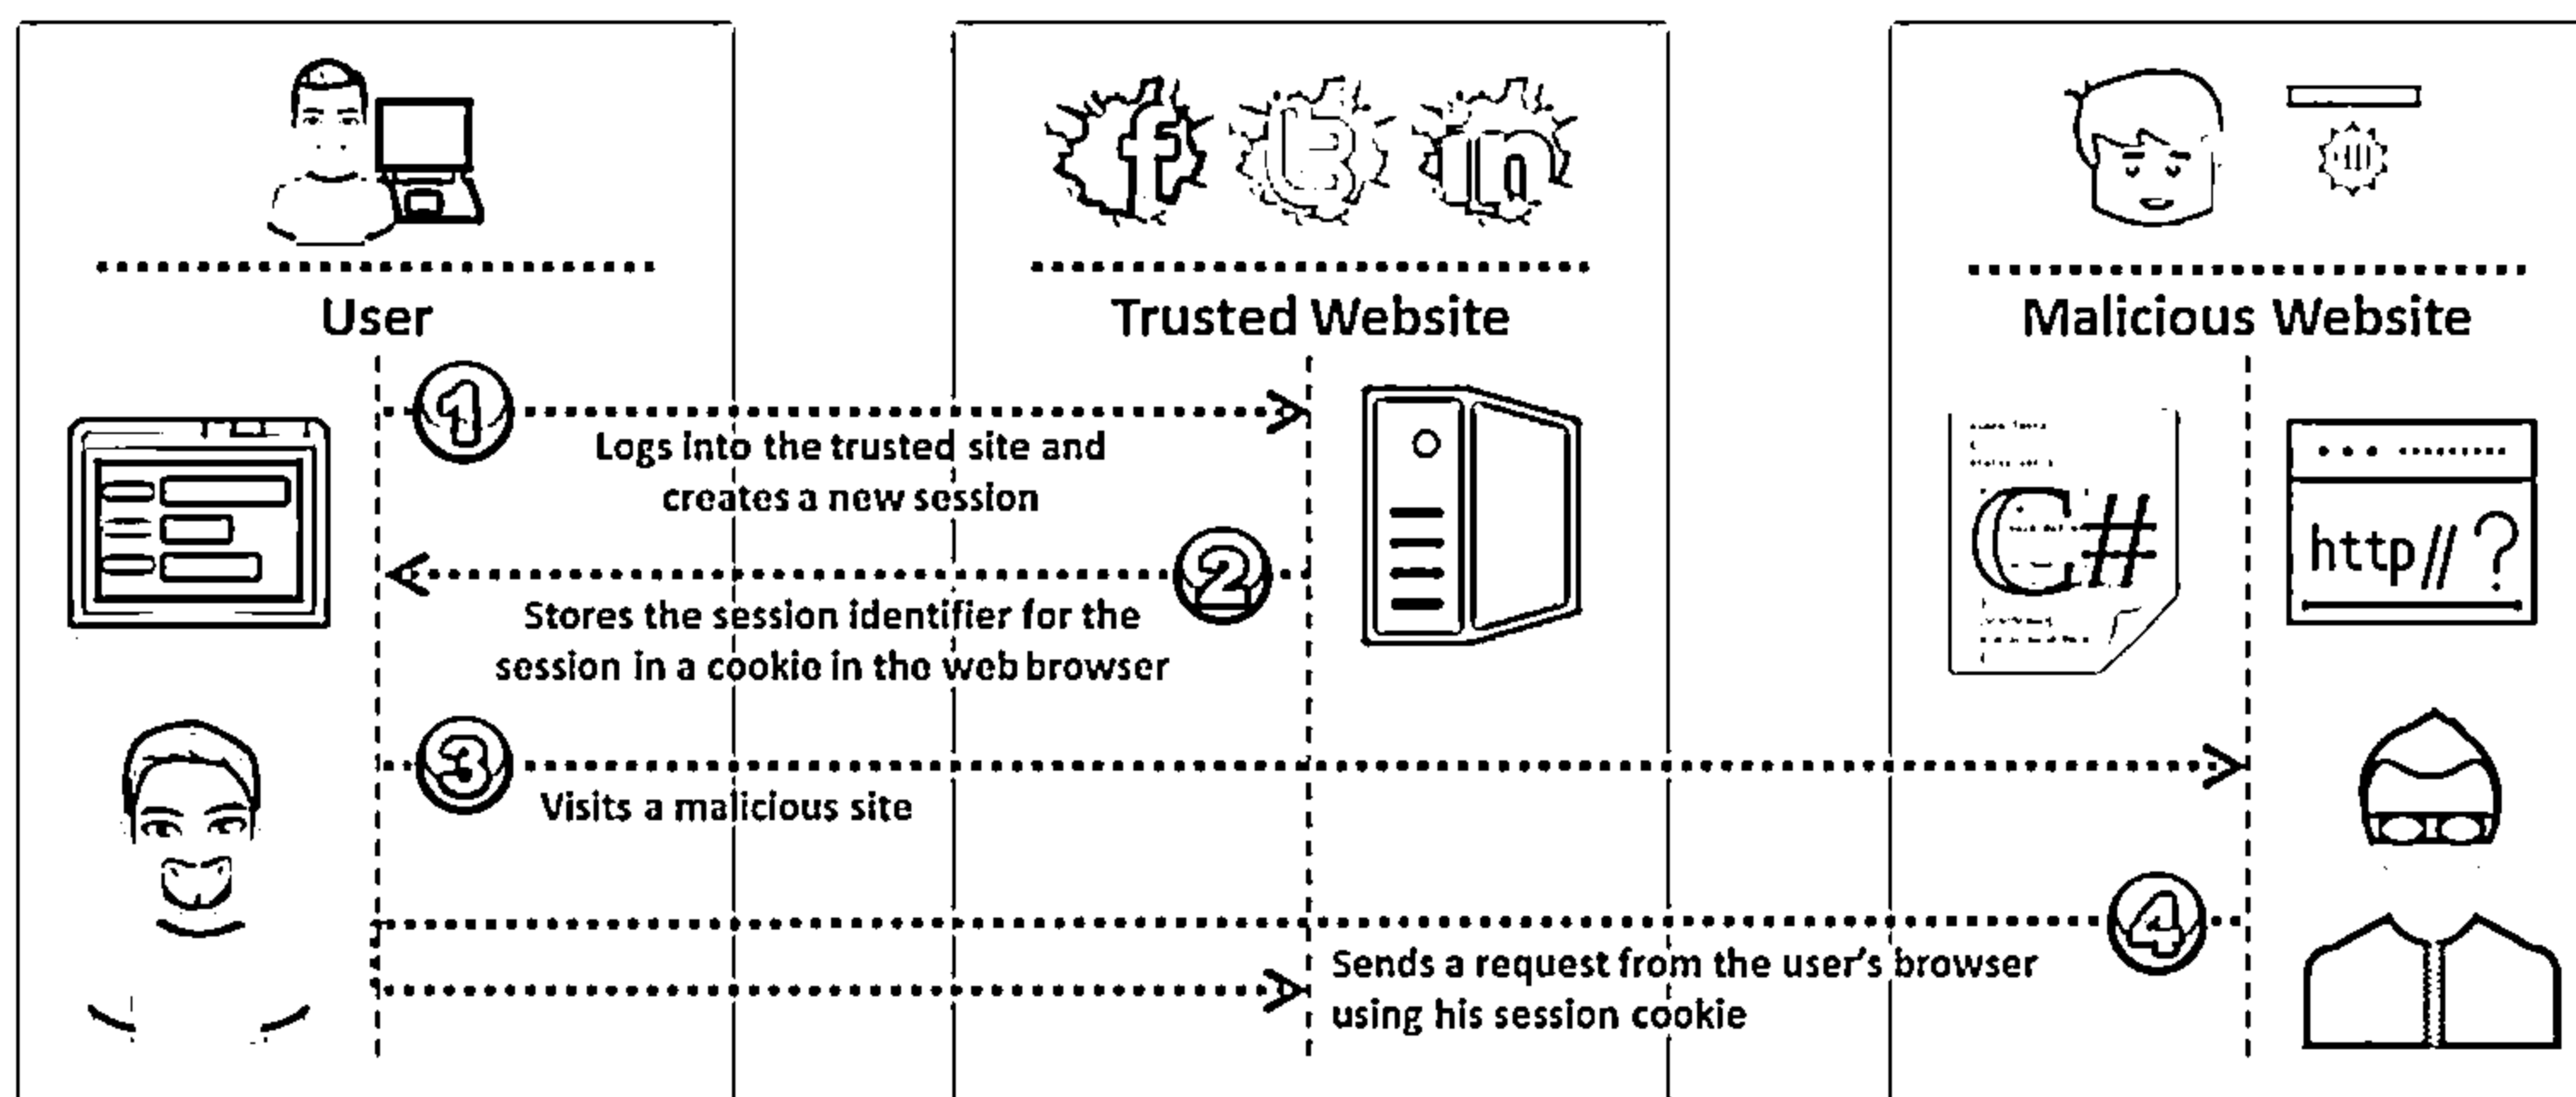 f
t
in
User
Trusted Website
Malicious Website
1
Logs into the trusted site and
creates a new session
2
Stores the session identifier for the
session in a cookie in the web browser
C#
http//?
3
Visits a malicious site
4
Sends a request from the user's browser
using his session cookie